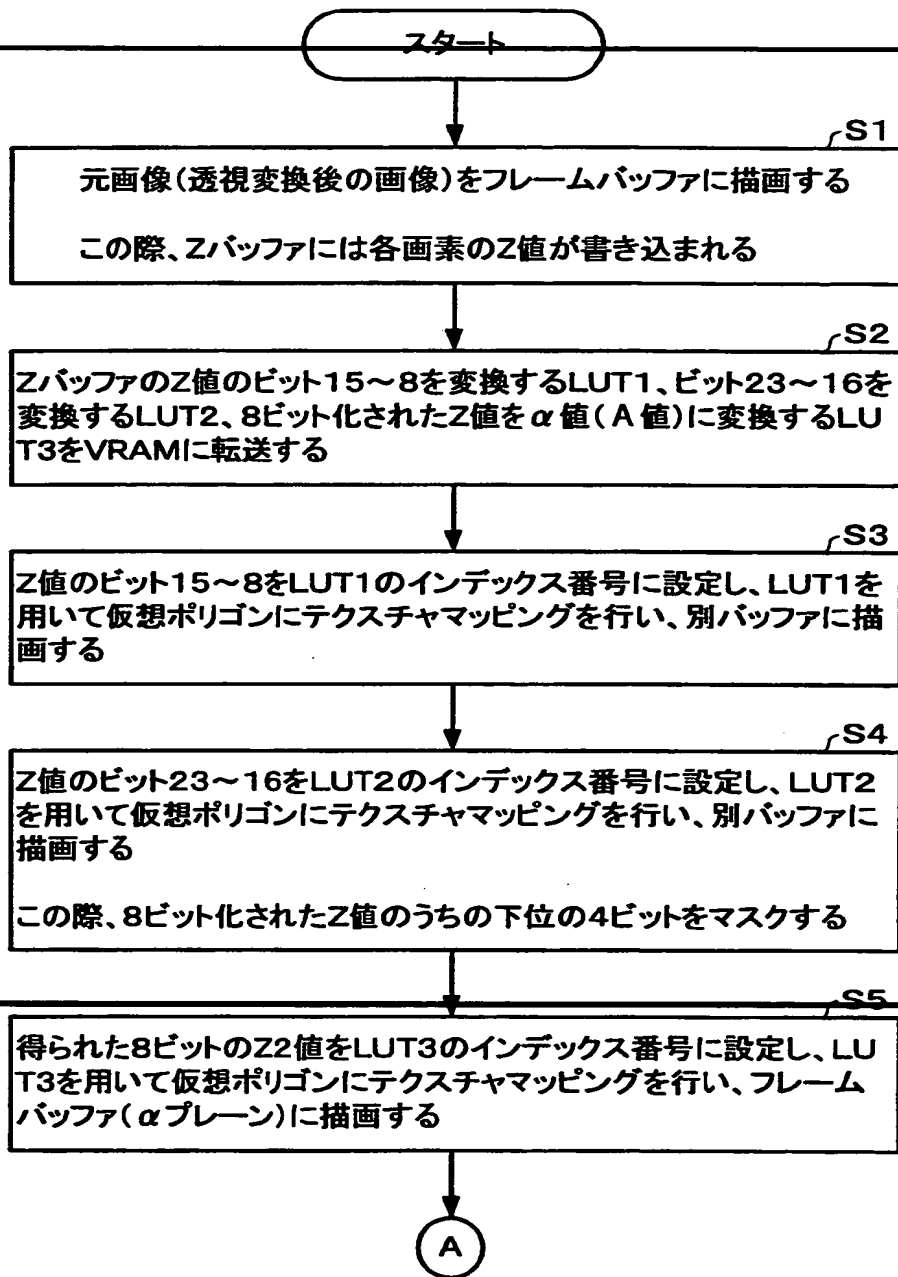 スタート
S1
元画像(透視変換後の画像)をフレームバッファに描画する
この際、Zバッファには各画素のZ値が書き込まれる
S2
ZバッファのZ値のビット15～8を変換するLUT1、ビット23～16を
変換するLUT2、8ビット化されたZ値をα値(A値)に変換するLU
T3をVRAMに転送する
S3
Z値のビット15～8をLUT1のインデックス番号に設定し、LUT1を
用いて仮想ポリゴンにテクスチャマッピングを行い、別バッファに描
画する
S4
Z値のビット23～16をLUT2のインデックス番号に設定し、LUT2
を用いて仮想ポリゴンにテクスチャマッピングを行い、別バッファに
描画する
この際、8ビット化されたZ値のうちの下位の4ビットをマスクする
S5
得られた8ビットのZ2値をLUT3のインデックス番号に設定し、LU
T3を用いて仮想ポリゴンにテクスチャマッピングを行い、フレーム
バッファ(αプレーン)に描画する
A